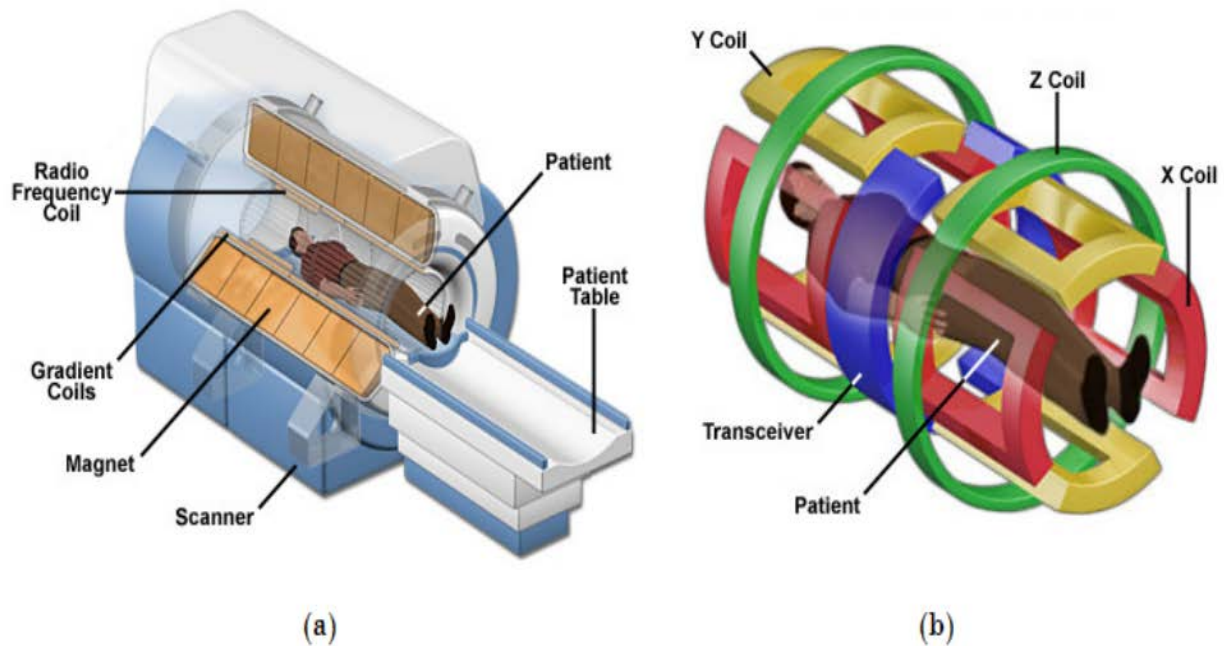 Radio
Frequency
Coil
Patient
Patient
Table
Gradient
Coils
Magnet
Scanner
(a)
Y Coil
Z Coil
X Coil
Transceiver
Patient
(b)